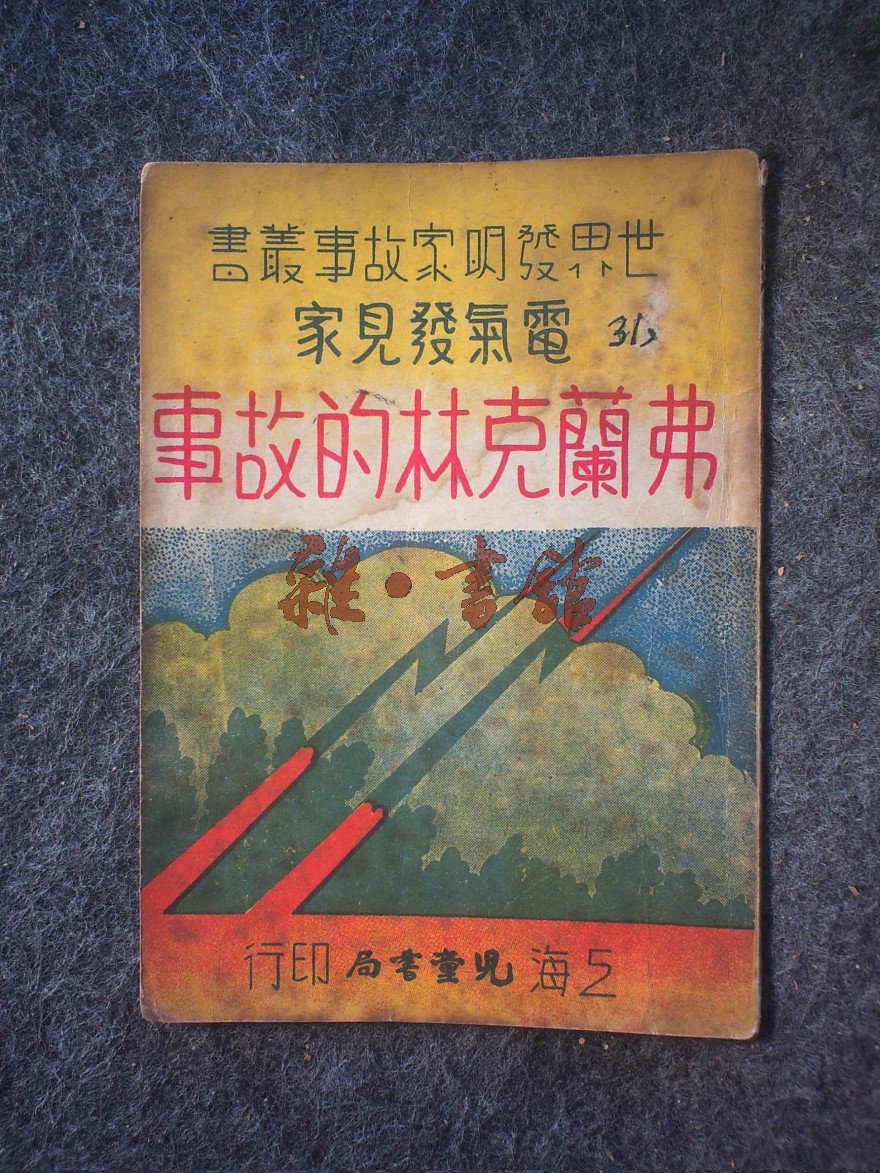 世界發明家故事叢書
電氣發見家
弗蘭克林的故事
雜·書館
上海兒童書局印行